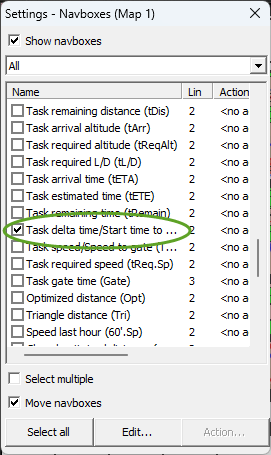 Settings - Navboxes (Map 1)
Show navboxes
All
Name Lin Action
Task remaining distance (tDis) 2 <no a
Task arrival altitude (tArr) 2 <no a
Task required altitude (tReqAlt) 2 <no a
Task required L/D (tL/D) 2 <no a
Task arrival time (tETA) 2 <no a
Task estimated time (tETE) 2 <no a
Task remaining time (tRemain) 2 <no a
Task delta time/Start time to ... 2 <no a
Task speed/Speed to gate (T... 2 <no a
Task required speed (tReq.Sp) 2 <no a
Task gate time (Gate) 3 <no a
Optimized distance (Opt) 2 <no a
Triangle distance (Tri) 2 <no a
Speed last hour (60'.Sp) 2 <no a
Select multiple
Move navboxes
Select all Edit... Action...